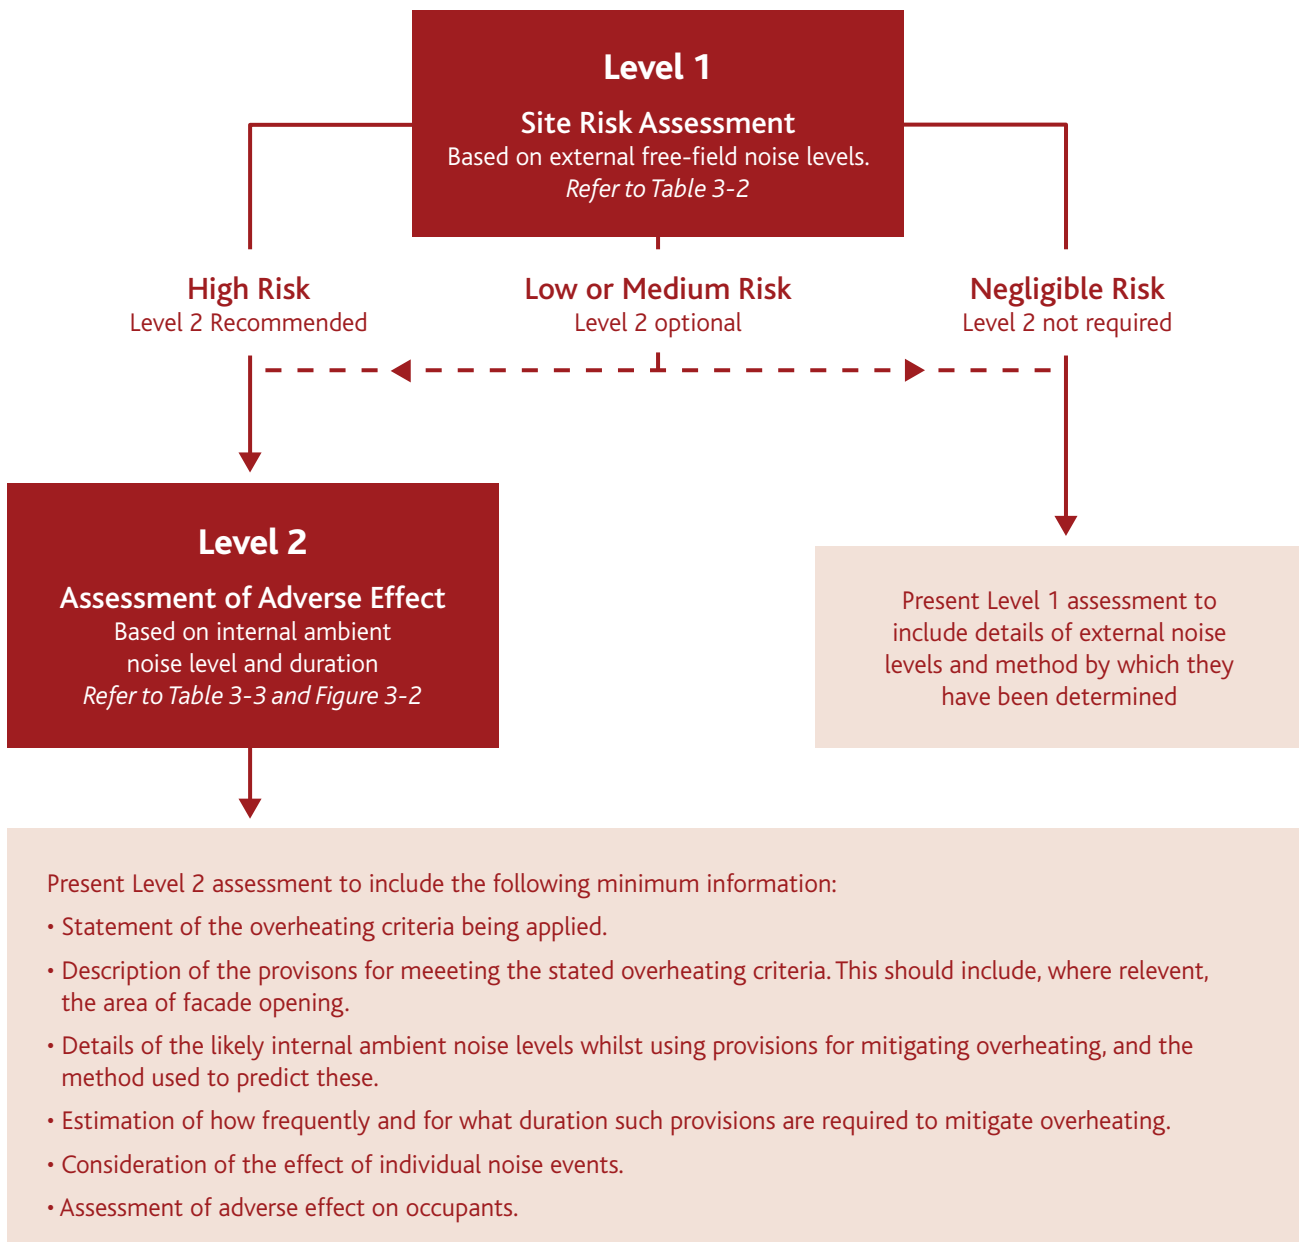 Level 1
Site Risk Assessment
Based on external free-field noise levels.
Refer to Table 3-2
High Risk
Level 2 Recommended
Low or Medium Risk
Level 2 optional
Negligible Risk
Level 2 not required
Level 2
Assessment of Adverse Effect
Based on internal ambient
noise level and duration
Refer to Table 3-3 and Figure 3-2
Present Level 1 assessment to
include details of external noise
levels and method by which they
have been determined
Present Level 2 assessment to include the following minimum information:
• Statement of the overheating criteria being applied.
• Description of the provisons for meeeting the stated overheating criteria. This should include, where relevent,
the area of facade opening.
• Details of the likely internal ambient noise levels whilst using provisions for mitigating overheating, and the
method used to predict these.
• Estimation of how frequently and for what duration such provisions are required to mitigate overheating.
• Consideration of the effect of individual noise events.
• Assessment of adverse effect on occupants.